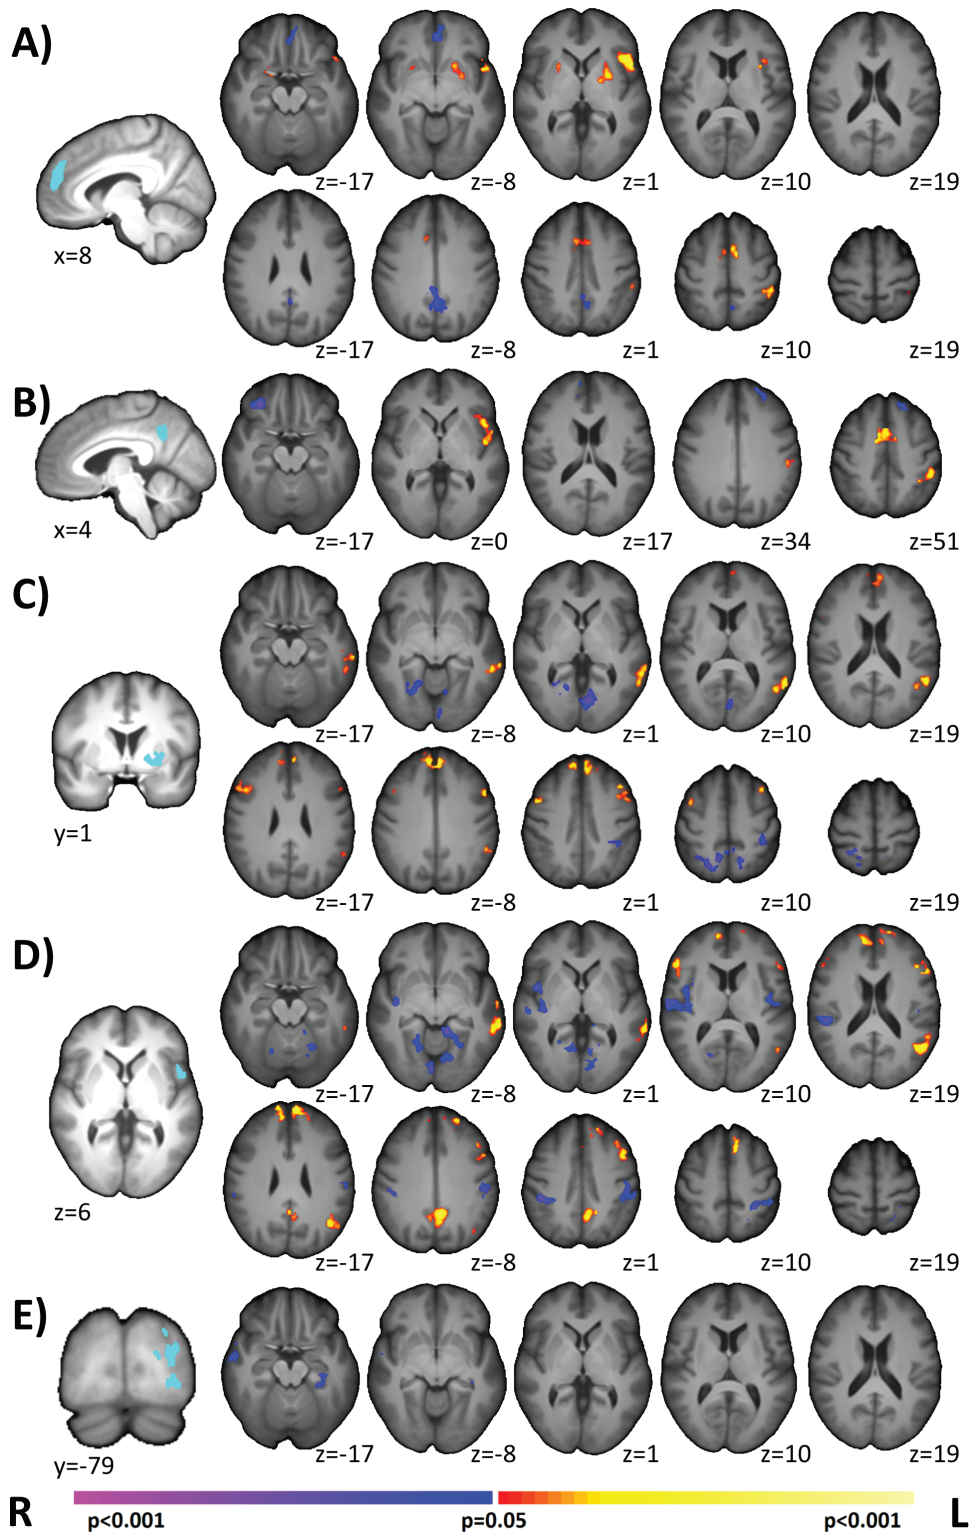 A)
z=-17 z=-8 z=1 z=10 z=19
x=8
z=-17 z=-8 z=1 z=10 z=19
B)
x=4
z=-17 z=0 z=17 z=34 z=51
C)
z=-17 z=-8 z=1 z=10 z=19
y=1
z=-17 z=-8 z=1 z=10 z=19
D)
z=-17 z=-8 z=1 z=10 z=19
z=6
z=-17 z=-8 z=1 z=10 z=19
E)
z=-17 z=-8 z=1 z=10 z=19
y=-79
R L
p<0.001 p=0.05 p<0.001